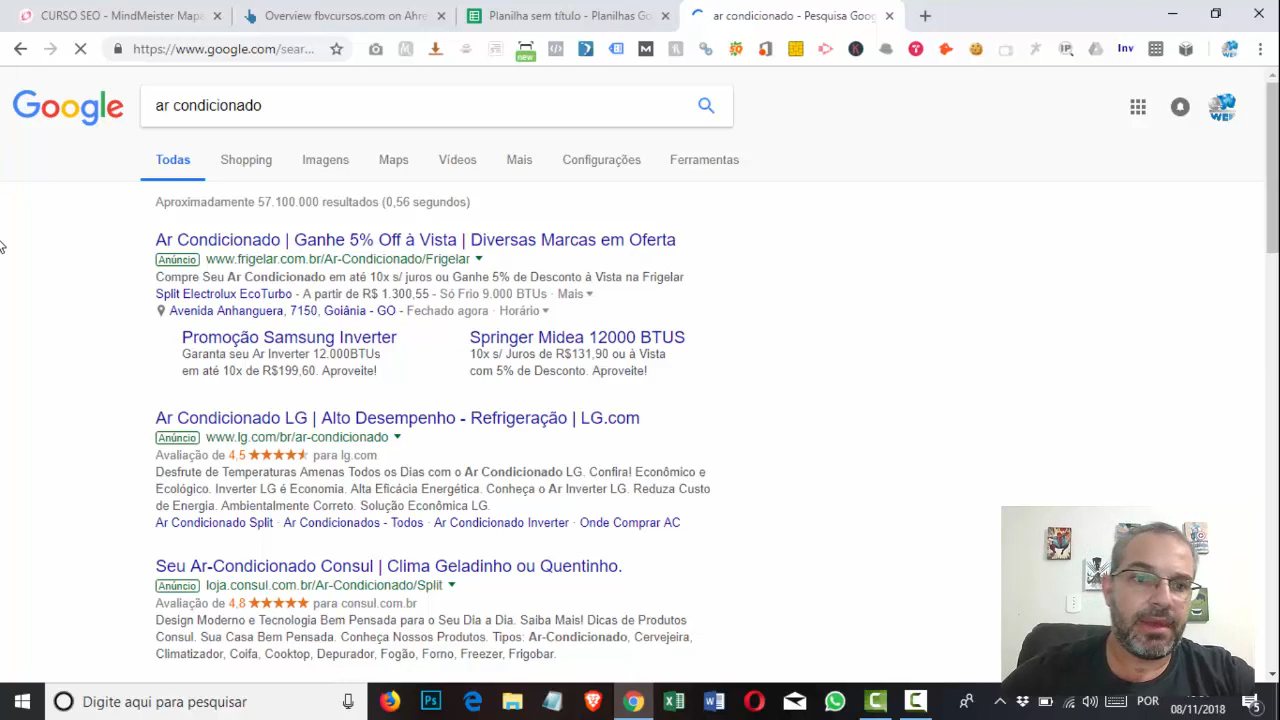 CURSO SEO - MindMeister Mapa
Overview fbvcursos.com on Ahre
Planilha sem título - Planilhas Go
ar condicionado - Pesquisa Goog
https://www.google.com/sear...
new
Inv
Google
ar condicionado
WEB
Todas
Shopping
Imagens
Maps
Vídeos
Mais
Configurações
Ferramentas
Aproximadamente 57.100.000 resultados (0,56 segundos)
Ar Condicionado | Ganhe 5% Off à Vista | Diversas Marcas em Oferta
Anúncio www.frigelar.com.br/Ar-Condicionado/Frigelar
Compre Seu Ar Condicionado em até 10x s/ juros ou Ganhe 5% de Desconto à Vista na Frigelar
Split Electrolux EcoTurbo - A partir de R$ 1.300,55 - Só Frio 9.000 BTUs · Mais
Avenida Anhanguera, 7150, Goiânia - GO - Fechado agora · Horário
Promoção Samsung Inverter
Garanta seu Ar Inverter 12.000BTUs
em até 10x de R$199,60. Aproveite!
Springer Midea 12000 BTUS
10x s/ Juros de R$131,90 ou à Vista
com 5% de Desconto. Aproveite!
Ar Condicionado LG | Alto Desempenho - Refrigeração | LG.com
Anúncio www.lg.com/br/ar-condicionado
Avaliação de 4,5 para lg.com
Desfrute de Temperaturas Amenas Todos os Dias com o Ar Condicionado LG. Confira! Econômico e
Ecológico. Inverter LG é Economia. Alta Eficácia Energética. Conheça o Ar Inverter LG. Reduza Custo
de Energia. Ambientalmente Correto. Solução Econômica LG.
Ar Condicionado Split · Ar Condicionados - Todos · Ar Condicionado Inverter · Onde Comprar AC
Seu Ar-Condicionado Consul | Clima Geladinho ou Quentinho.
Anúncio loja.consul.com.br/Ar-Condicionado/Split
Avaliação de 4,8 para consul.com.br
Design Moderno e Tecnologia Bem Pensada para o Seu Dia a Dia. Saiba Mais! Dicas de Produtos
Consul. Sua Casa Bem Pensada. Conheça Nossos Produtos. Tipos: Ar-Condicionado, Cervejeira,
Climatizador, Coifa, Cooktop, Depurador, Fogão, Forno, Freezer, Frigobar.
Digite aqui para pesquisar
Ps
POR
08/11/2018
5